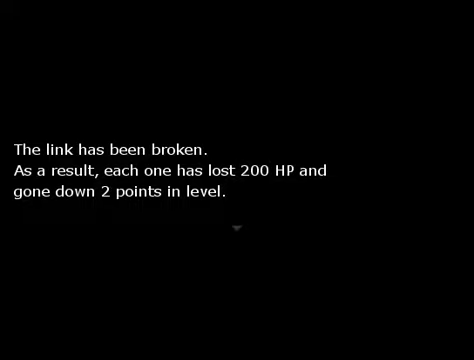 The link has been broken.
As a result, each one has lost 200 HP and
gone down 2 points in level.